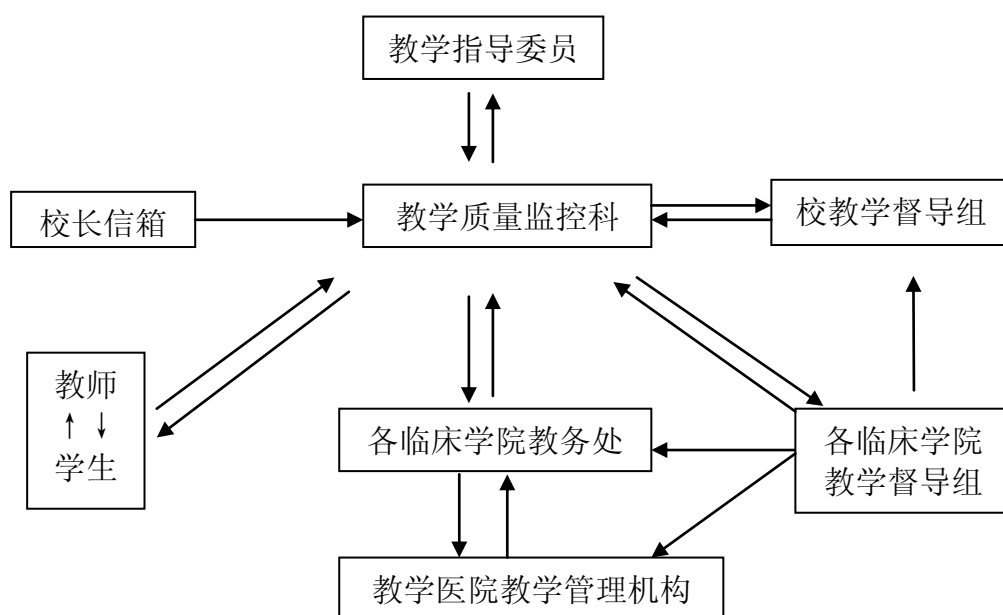 教学指导委员
校长信箱
教学质量监控科
校教学督导组
教师
学生
各临床学院教务处
各临床学院
教学督导组
教学医院教学管理机构